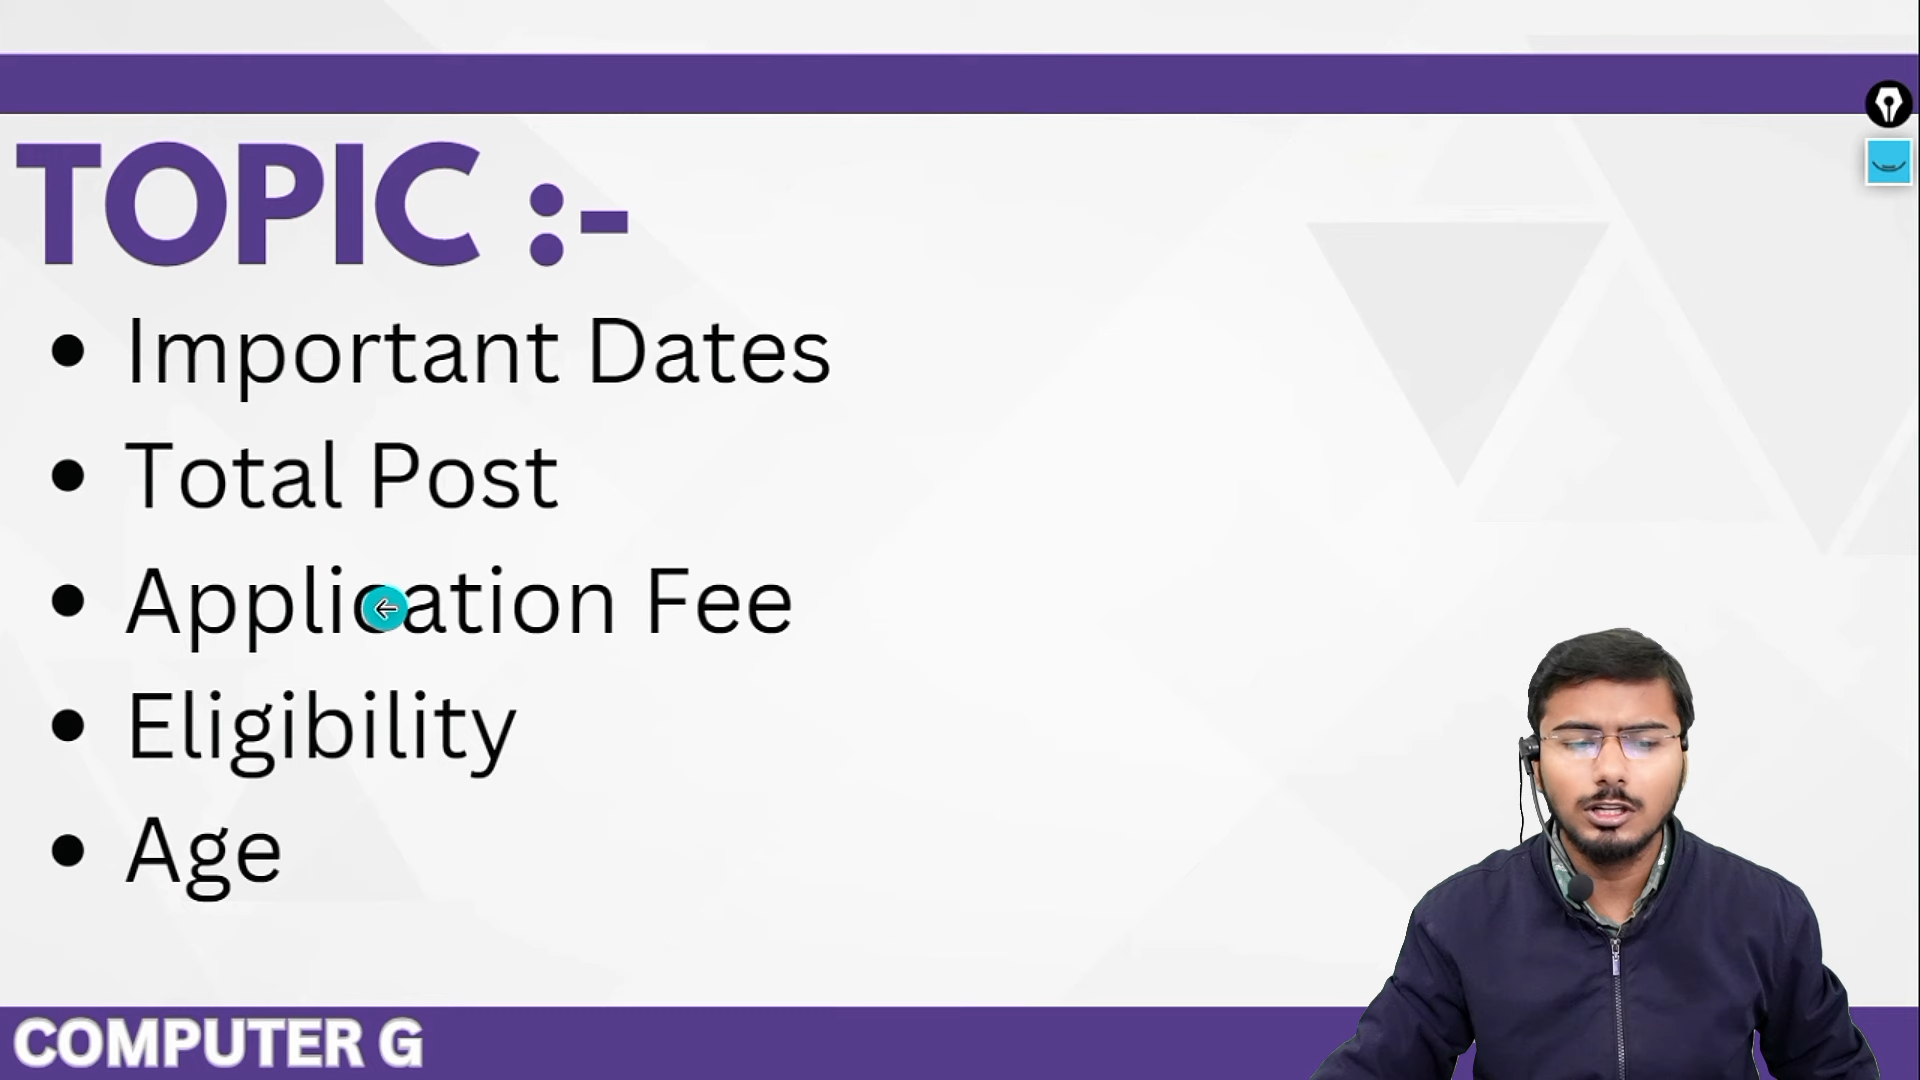 TOPIC :-
• Important Dates
• Total Post
• Application Fee
• Eligibility
• Age
COMPUTER G